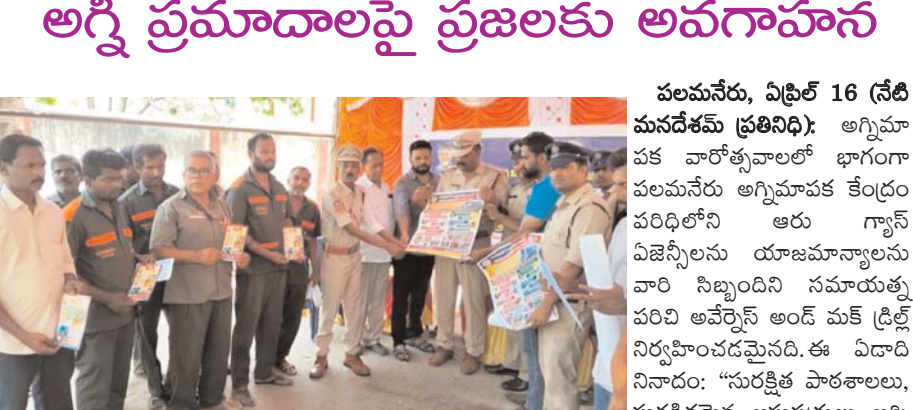 అగ్ని ప్రమాదాలపై ప్రజలకు అవగాహన
పలమనేరు, ఏప్రిల్ 16 (నేటి
మనదేశమ్ ప్రతినిధి): అగ్నిమా
పక వారోత్సవాలలో భాగంగా
పలమనేరు అగ్నిమాపక కేంద్రం
పరిధిలోని ఆరు గ్యాస్
ఏజెన్సీలను యాజమాన్యాలను
వారి సిబ్బందిని సమాయత్న
పరిచి అవేర్నెస్ అండ్ మక్ డ్రిల్
నిర్వహించడమైనది.ఈ ఏడాది
నినాదం: “సురక్షిత పాఠశాలలు,